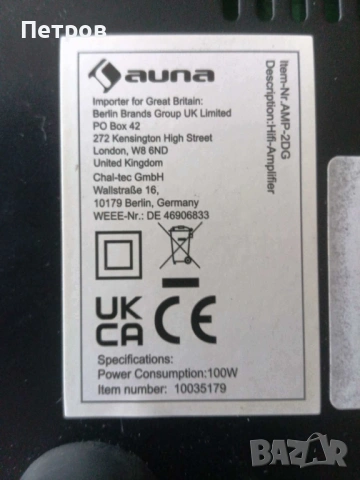 Петров
auna
Importer for Great Britain:
Berlin Brands Group UK Limited
PO Box 42
272 Kensington High Street
London, W8 6ND
United Kingdom
Chal-tec GmbH
Wallstraße 16,
10179 Berlin, Germany
WEEE-Nr.: DE 46906833
Item-Nr.AMP-2DG
Description:Hifi-Amplifier
UK
CA
CE
Specifications:
Power Consumption:100W
Item number: 10035179
BAZAR